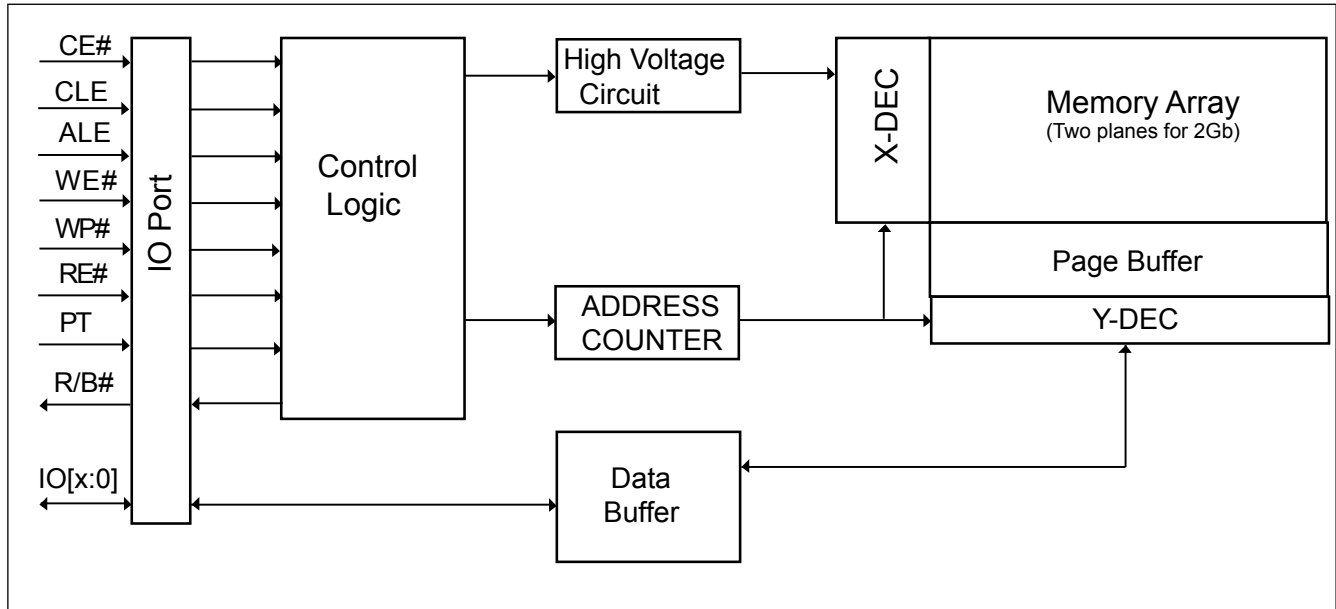 CE#
CLE
ALE
WE#
WP#
RE#
PT
R/B#
IO[x:0]
IO Port
Control
Logic
High Voltage
Circuit
ADDRESS
COUNTER
Data
Buffer
X-DEC
Memory Array
(Two planes for 2Gb)
Page Buffer
Y-DEC